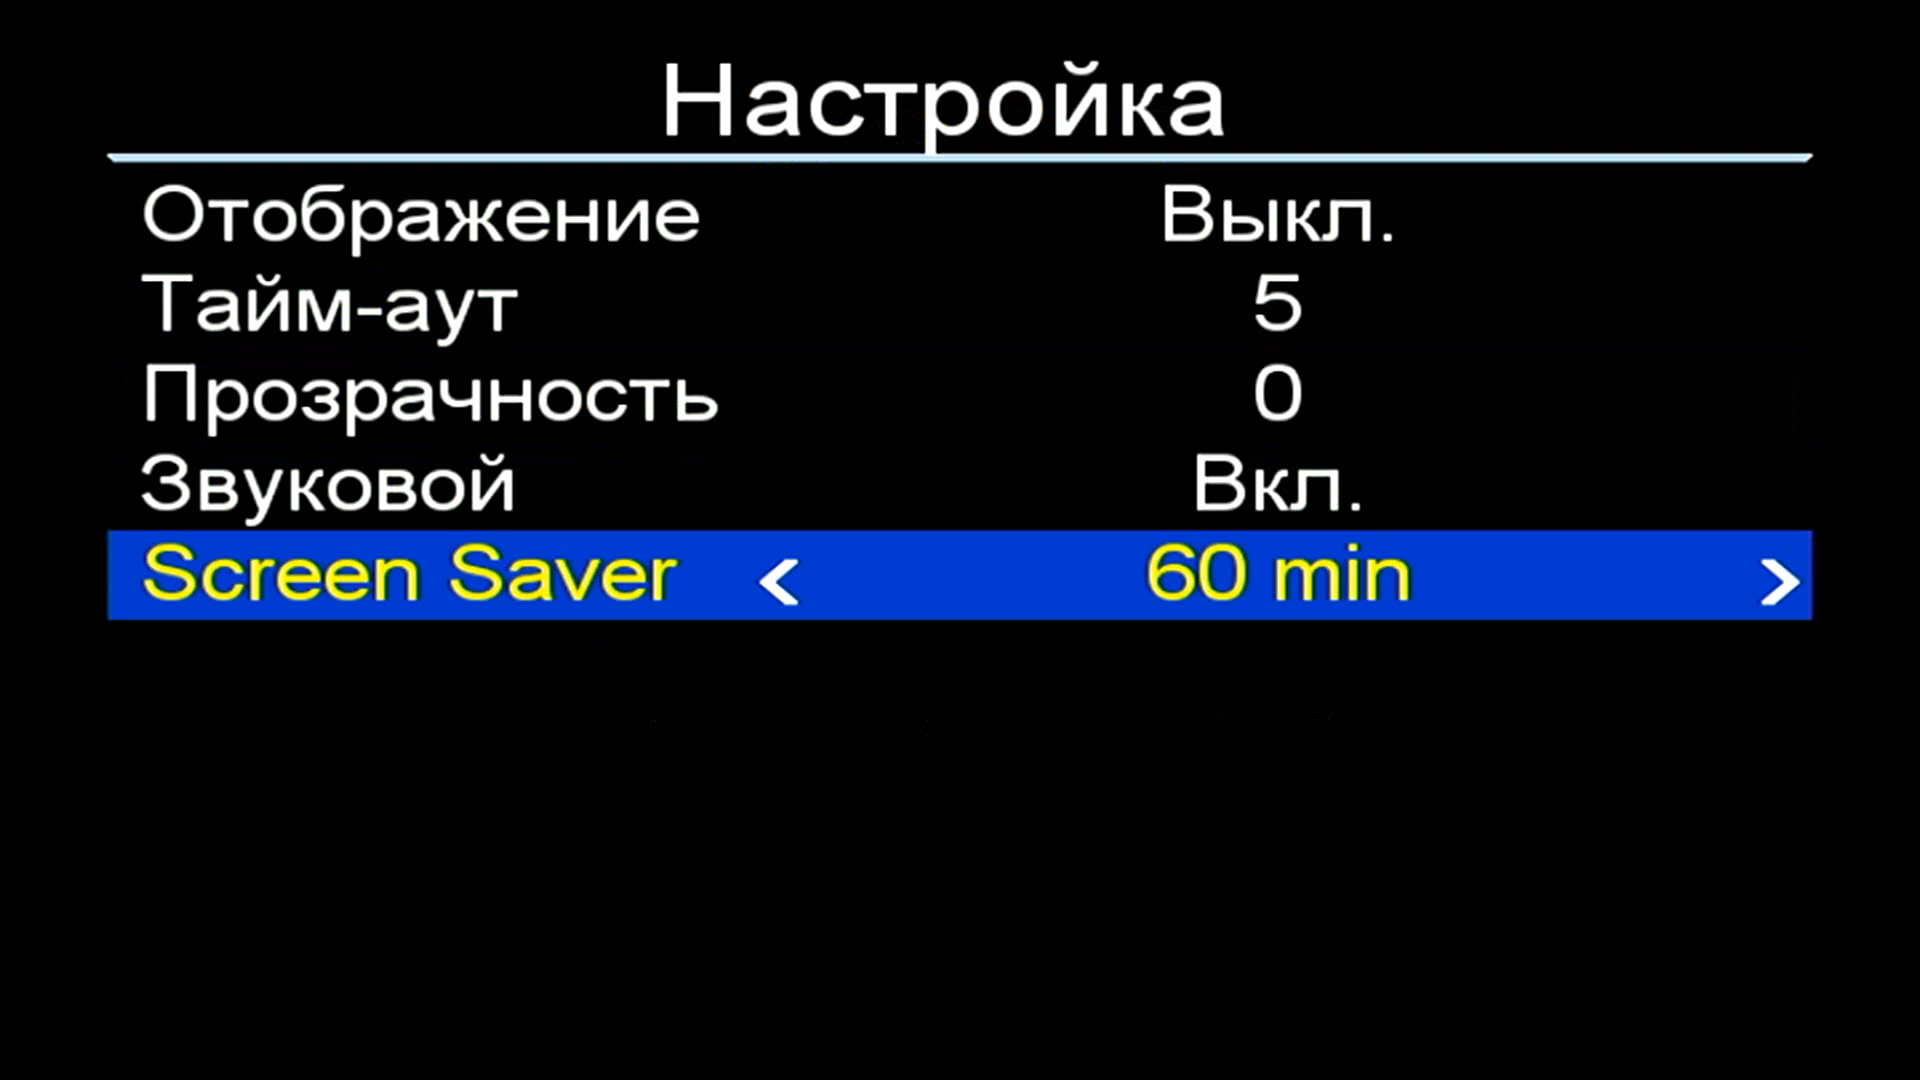 Настройка
Отображение Выкл.
Тайм-аут 5
Прозрачность 0
Звуковой Вкл.
Screen Saver < 60 min >